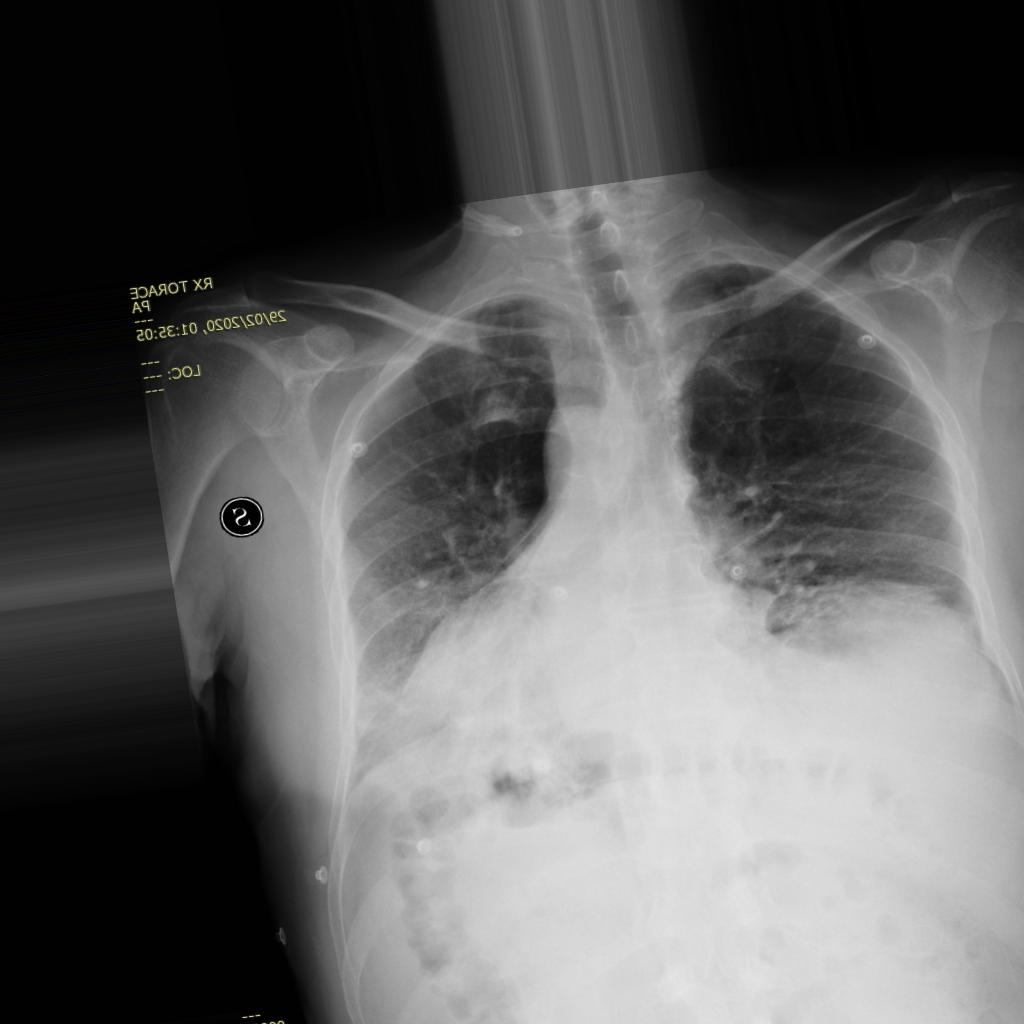 RX TORACE
PA
---
29/02/2020, 01:35:05
---
LOC: ---
---
S
---